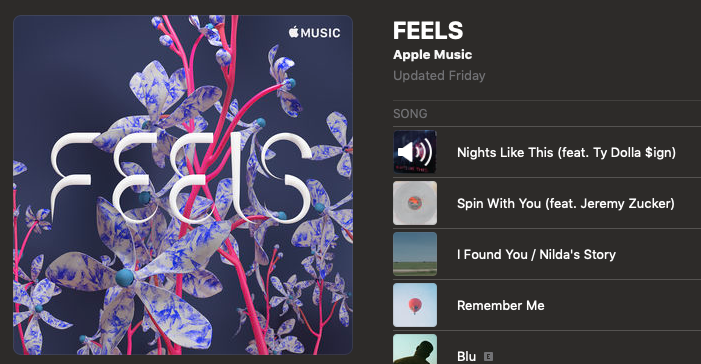 MUSIC
FEELS
FEELS
Apple Music
Updated Friday
SONG
Nights Like This (feat. Ty Dolla $ign)
Spin With You (feat. Jeremy Zucker)
I Found You / Nilda's Story
Remember Me
Blu E